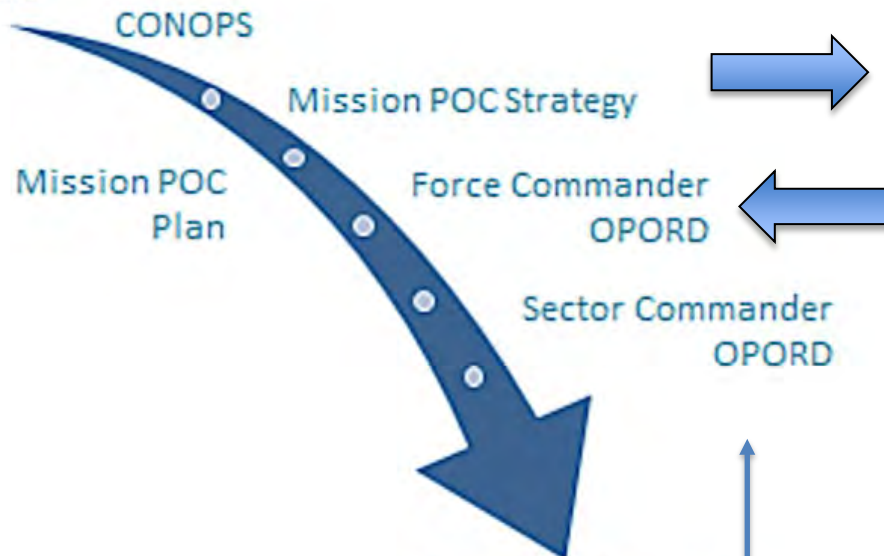 CONOPS
Mission POC Strategy
Mission POC
Plan
Force Commander
OPORD
Sector Commander
OPORD